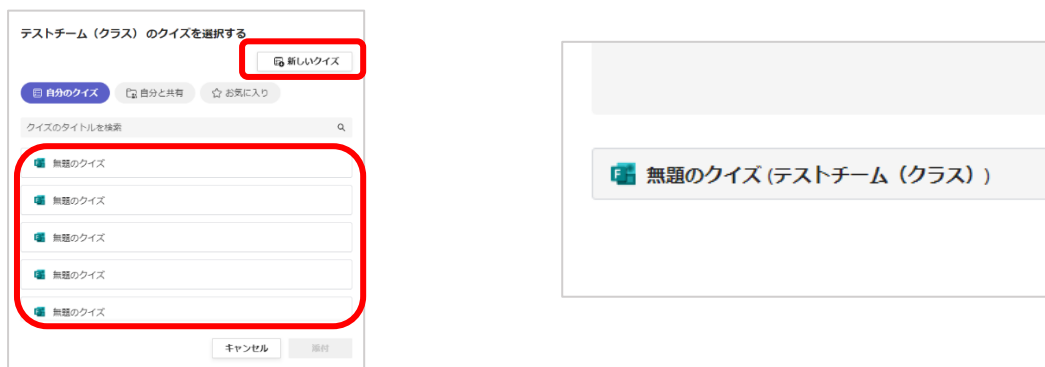 テストチーム（クラス） のクイズを選択する
新しいクイズ
自分のクイズ 自分と共有 お気に入り
クイズのタイトルを検索
無題のクイズ
無題のクイズ
無題のクイズ
無題のクイズ
無題のクイズ
キャンセル 添付
無題のクイズ (テストチーム（クラス）)